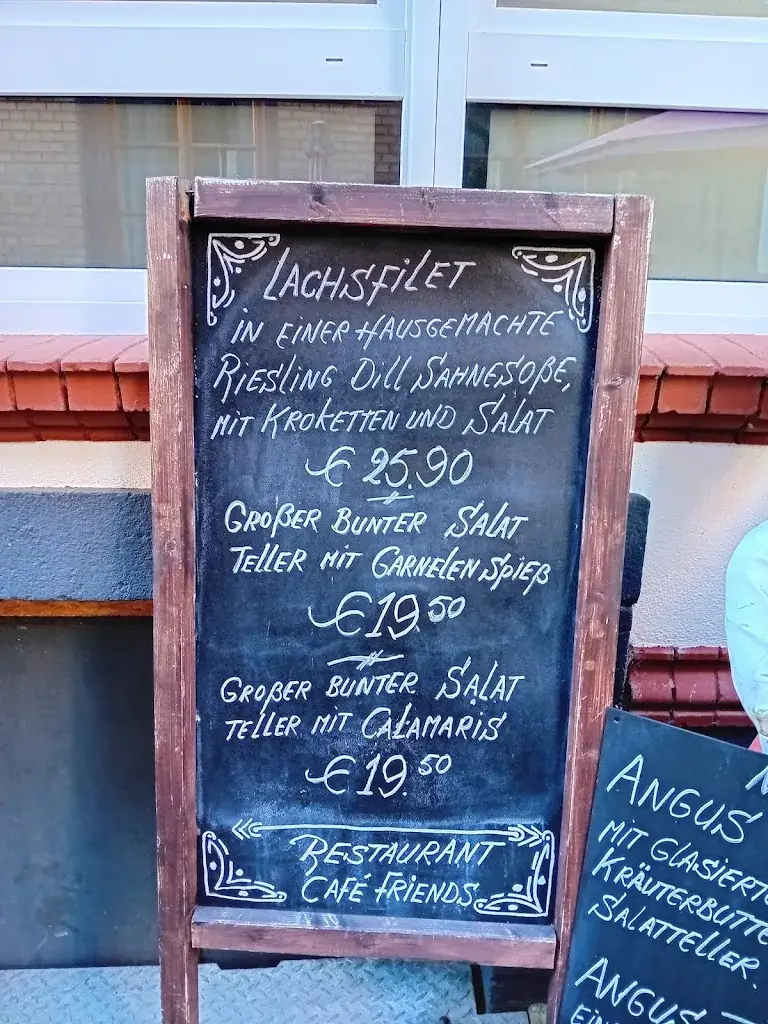 LACHSFILET
IN EINER HAUSGEMACHTE
RIESLING DILL SAHNESOßE,
MIT KROKETTEN UND SALAT
€ 25.90
GROßER BUNTER SALAT
TELLER MIT GARNELEN SPIEß
€ 19.50
GROßER BUNTER SALAT
TELLER MIT CALAMARIS
€ 19.50
RESTAURANT
CAFÉ FRIENDS
ANGUS
MIT GLASIERTE
KRÄUTERBUTTE
SALATTELLER.
ANGUS